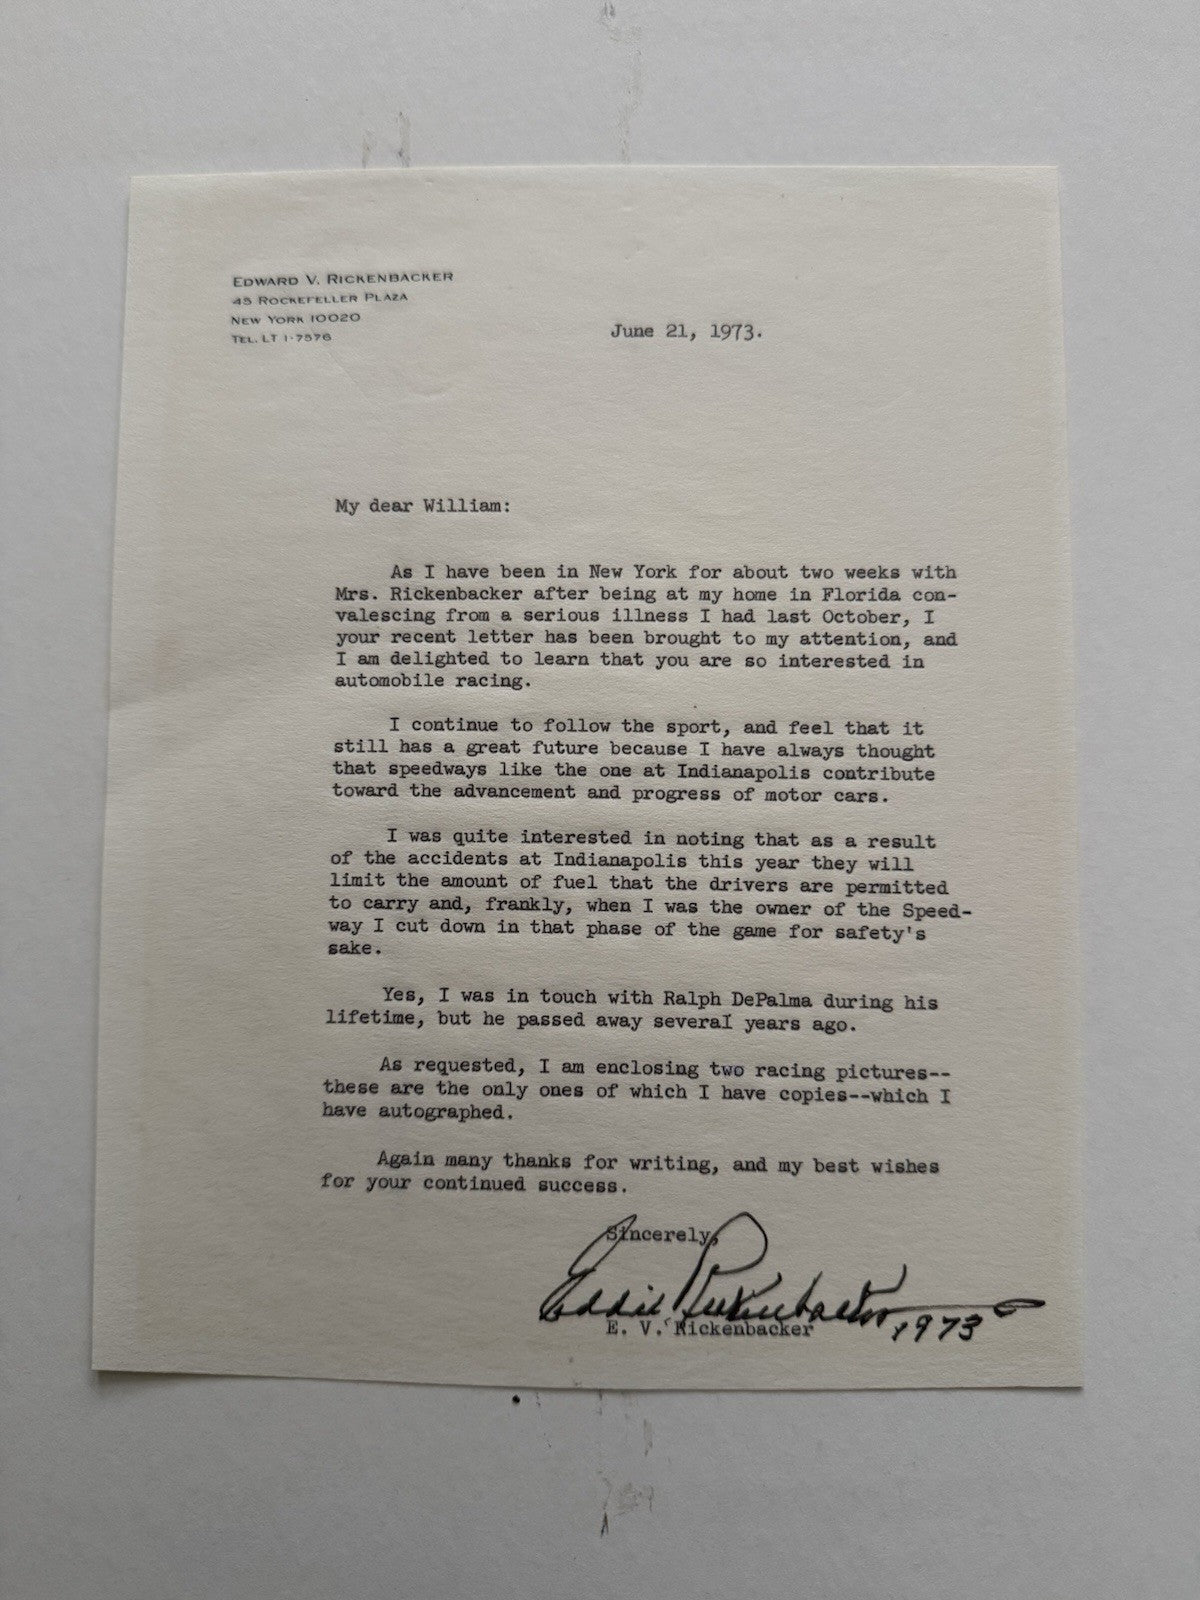 EDWARD V. RICKENBACKER
45 ROCKEFELLER PLAZA
NEW YORK 10020
TEL. LT 1-7576
June 21, 1973.
My dear William:
As I have been in New York for about two weeks with
Mrs. Rickenbacker after being at my home in Florida con-
valescing from a serious illness I had last October, I
your recent letter has been brought to my attention, and
I am delighted to learn that you are so interested in
automobile racing.
I continue to follow the sport, and feel that it
still has a great future because I have always thought
that speedways like the one at Indianapolis contribute
toward the advancement and progress of motor cars.
I was quite interested in noting that as a result
of the accidents at Indianapolis this year they will
limit the amount of fuel that the drivers are permitted
to carry and, frankly, when I was the owner of the Speed-
way I cut down in that phase of the game for safety's
sake.
Yes, I was in touch with Ralph DePalma during his
lifetime, but he passed away severaI years ago.
As requested, I am enclosing two racing pictures--
these are the only ones of which I have copies--which I
have autographed.
Again many thanks for writing, and my best wishes
for your continued success.
Sincerely,
Eddie Rickenbacker
1973
E. V. Rickenbacker